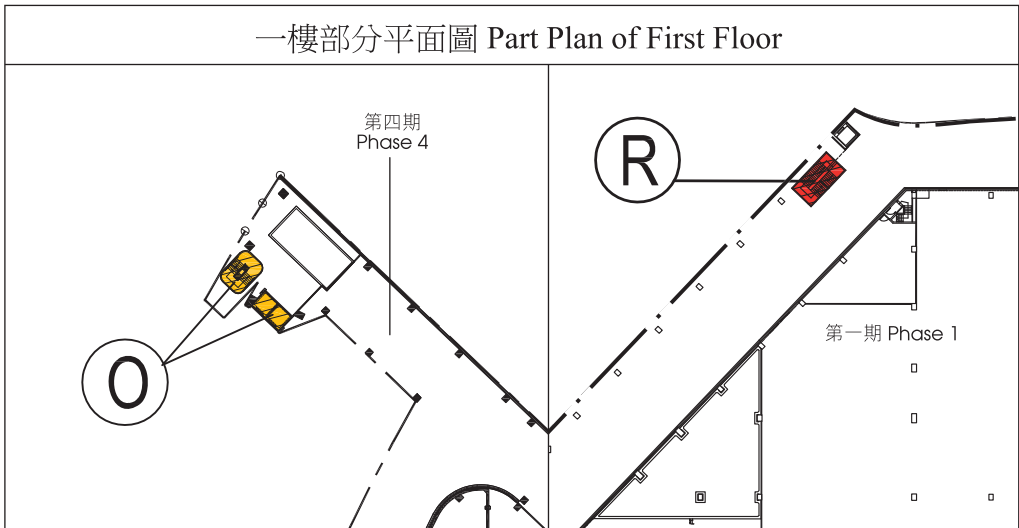 一樓部分平面圖 Part Plan of First Floor
第四期
Phase 4
R
O
第一期 Phase 1